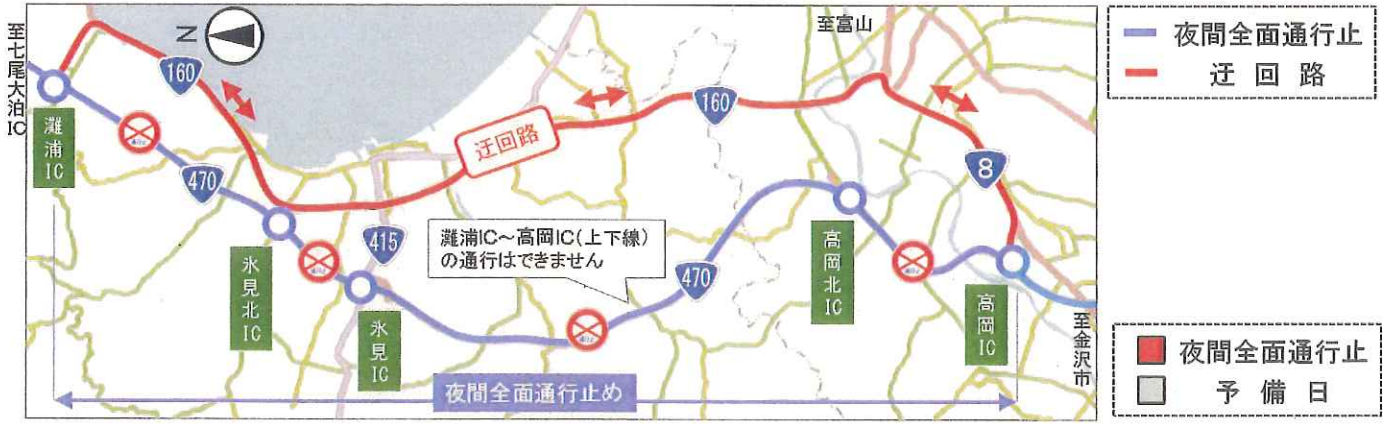 至七尾大泊IC
N
160
灘浦IC
470
氷見北IC
415
氷見IC
迂回路
160
至富山
8
灘浦IC～高岡IC(上下線)
の通行はできません
470
高岡北IC
高岡IC
至金沢市
夜間全面通行止め
夜間全面通行止
迂回路
夜間全面通行止
予備日